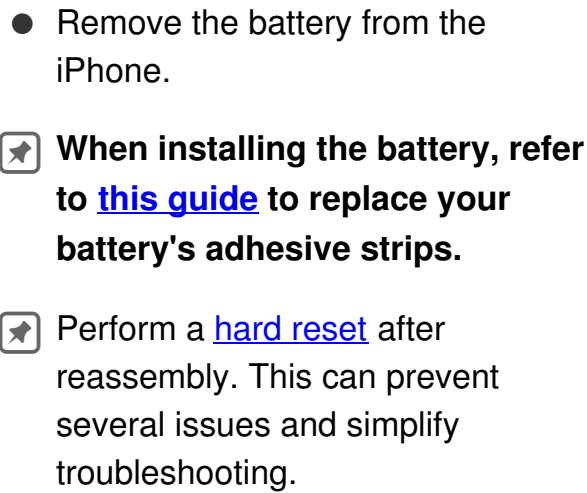 Remove the battery from the
iPhone.
When installing the battery, refer
to this guide to replace your
battery's adhesive strips.
Perform a hard reset after
reassembly. This can prevent
several issues and simplify
troubleshooting.